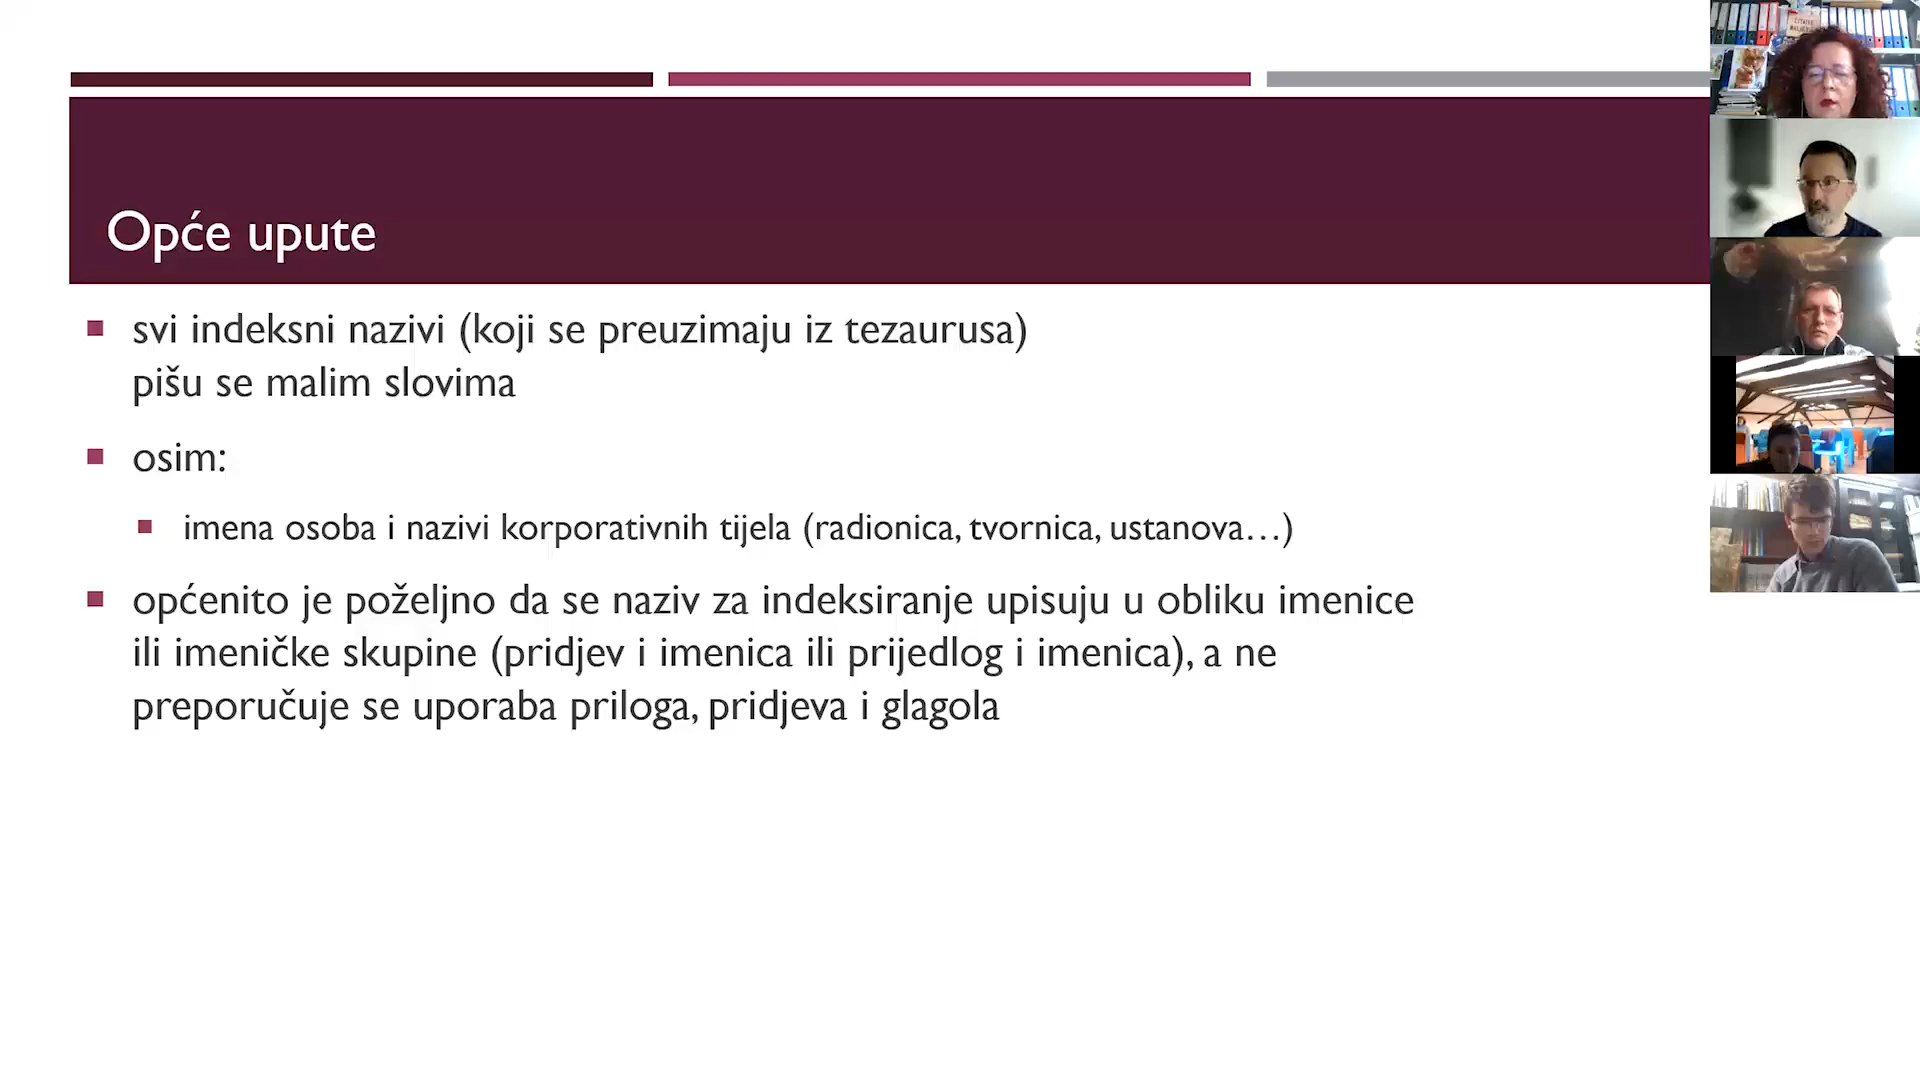 Opće upute
svi indeksni nazivi (koji se preuzimaju iz tezaurusa)
pišu se malim slovima
osim:
imena osoba i nazivi korporativnih tijela (radionica, tvornica, ustanova…)
općenito je poželjno da se naziv za indeksiranje upisuju u obliku imenice
ili imeničke skupine (pridjev i imenica ili prijedlog i imenica), a ne
preporučuje se uporaba priloga, pridjeva i glagola